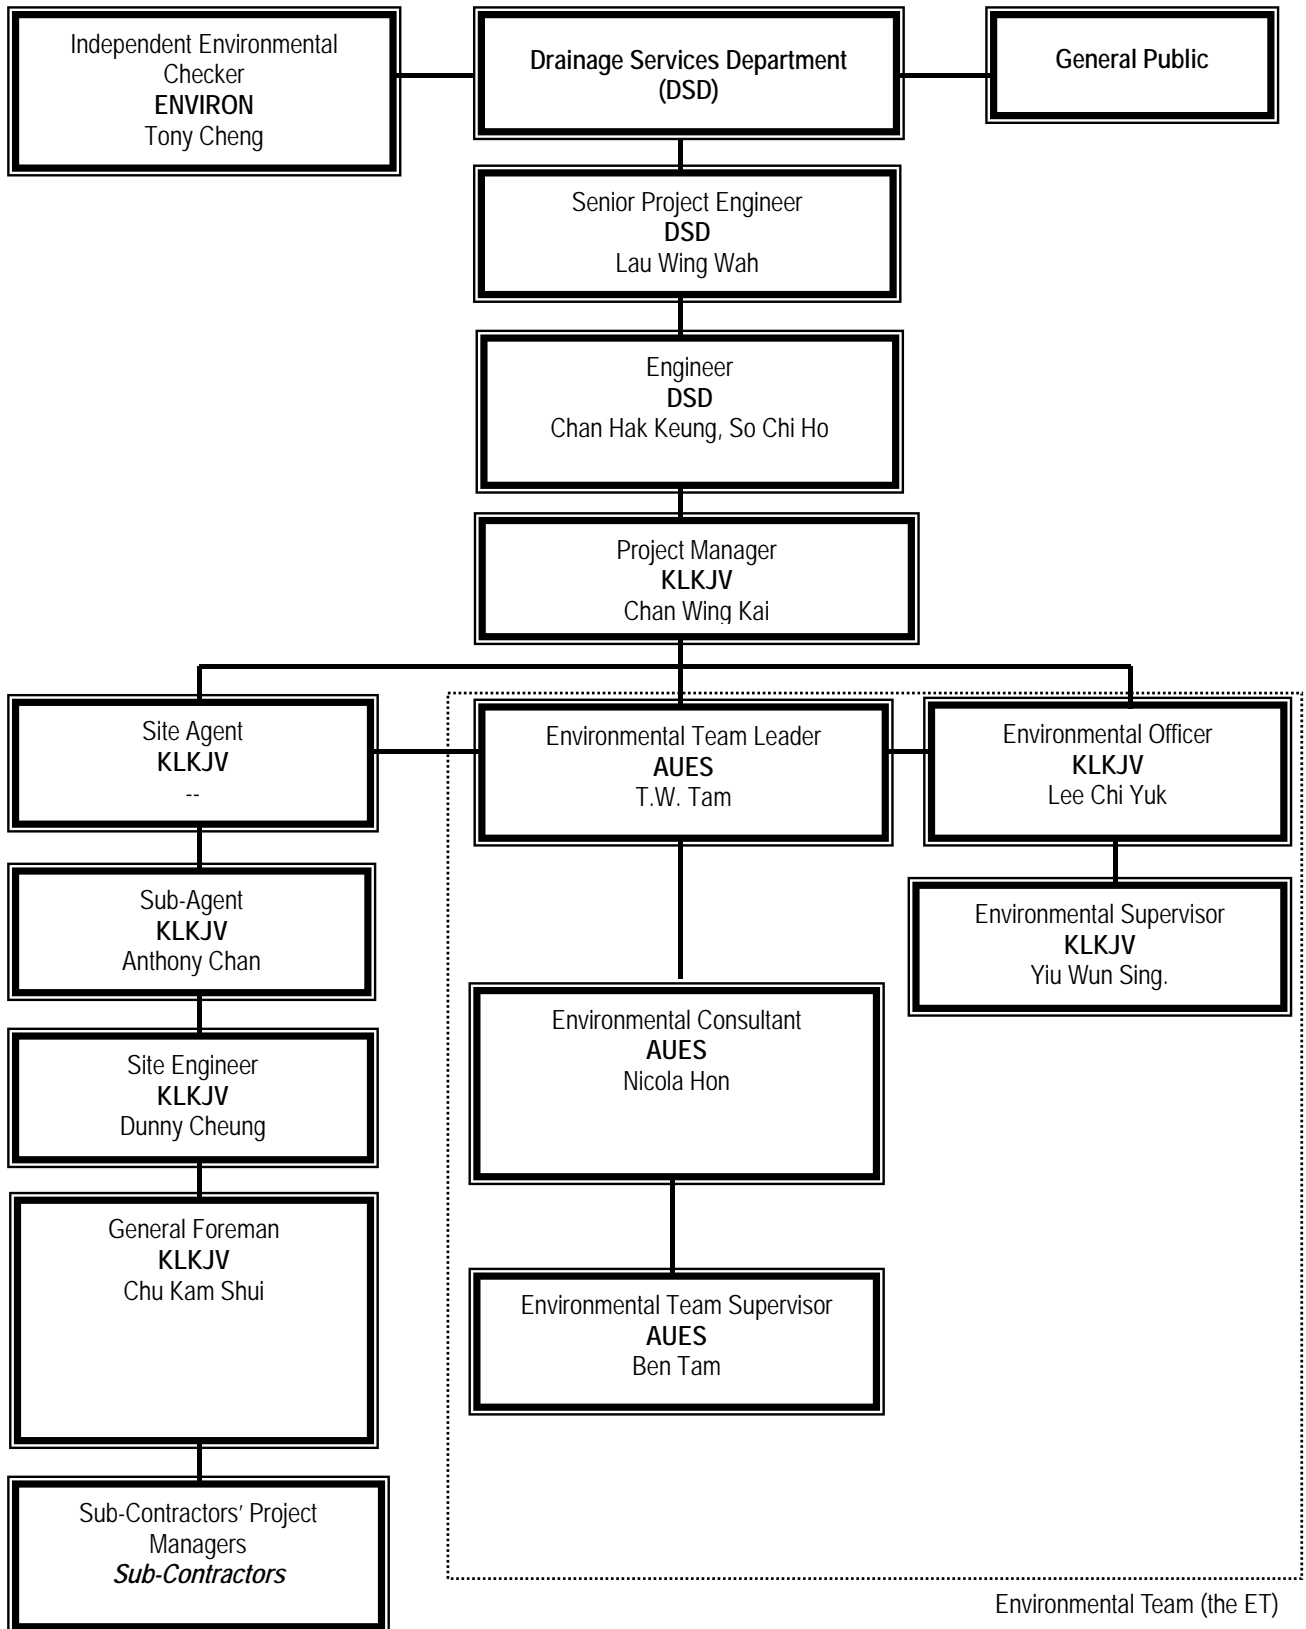 Independent Environmental
Checker
ENVIRON
Tony Cheng
Drainage Services Department
(DSD)
General Public
Senior Project Engineer
DSD
Lau Wing Wah
Engineer
DSD
Chan Hak Keung, So Chi Ho
Project Manager
KLKJV
Chan Wing Kai
Site Agent
KLKJV
--
Environmental Team Leader
AUES
T.W. Tam
Environmental Officer
KLKJV
Lee Chi Yuk
Sub-Agent
KLKJV
Anthony Chan
Environmental Supervisor
KLKJV
Yiu Wun Sing.
Environmental Consultant
AUES
Nicola Hon
Site Engineer
KLKJV
Dunny Cheung
General Foreman
KLKJV
Chu Kam Shui
Environmental Team Supervisor
AUES
Ben Tam
Sub-Contractors’ Project
Managers
Sub-Contractors
Environmental Team (the ET)